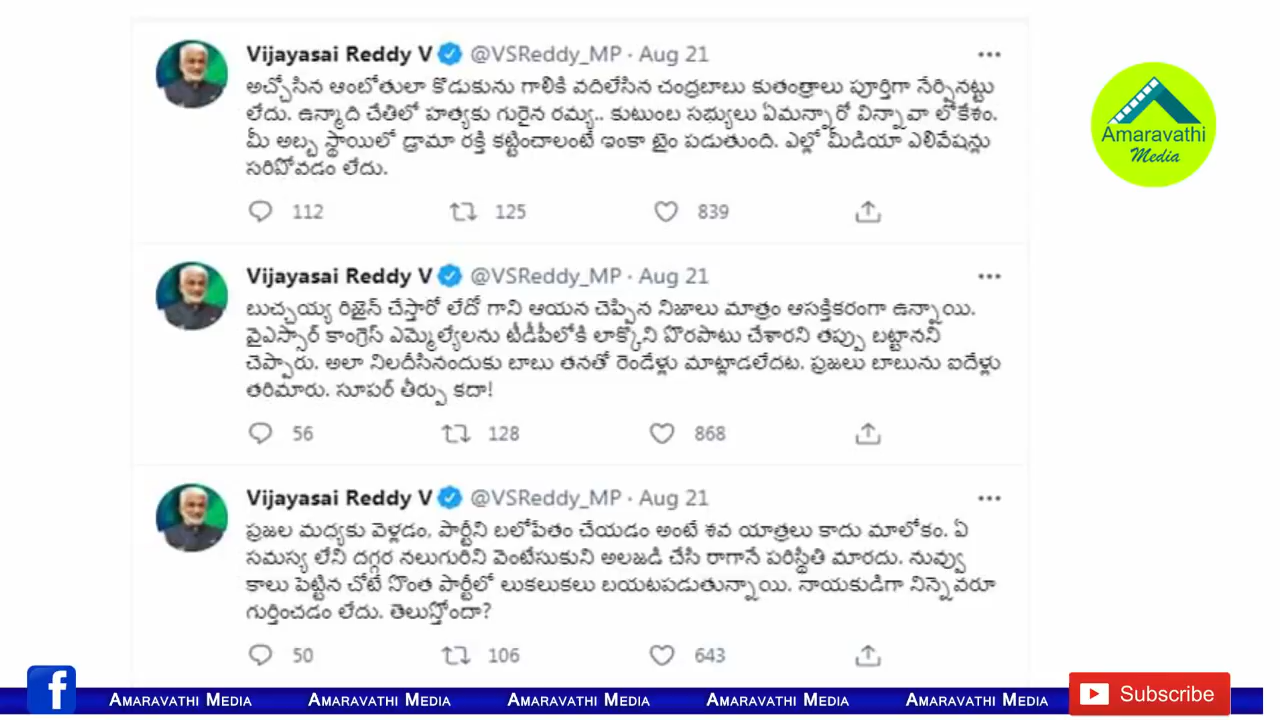 Vijayasai Reddy V @VSReddy_MP · Aug 21
అచ్చోసిన ఆంబోతులా కొడుకును గాలికి వదిలేసిన చంద్రబాబు కుతంత్రాలు పూర్తిగా నేర్పినట్టు
లేదు. ఉన్మాది చేతిలో హత్యకు గురైన రమ్య.. కుటుంబ సభ్యులు ఏమన్నారో విన్నావా లోకేశం.
మీ అబ్బ స్థాయిలో డ్రామా రక్తి కట్టించాలంటే ఇంకా టైం పడుతుంది. ఎల్లో మీడియా ఎలివేషన్లు
సరిపోవడం లేదు.
112 125 839
Amaravathi
Media
Vijayasai Reddy V @VSReddy_MP · Aug 21
బుచ్చయ్య రిజైన్ చేస్తారో లేదో గాని ఆయన చెప్పిన నిజాలు మాత్రం ఆసక్తికరంగా ఉన్నాయి.
వైఎస్సార్ కాంగ్రెస్ ఎమ్మెల్యేలను టీడీపీలోకి లాక్కొని పొరపాటు చేశారని తప్పు బట్టానని
చెప్పారు. అలా నిలదీసినందుకు బాబు తనతో రెండేళ్లు మాట్లాడలేదట. ప్రజలు బాబును ఐదేళ్లు
తరిమారు. సూపర్ తీర్పు కదా!
56 128 868
Vijayasai Reddy V @VSReddy_MP · Aug 21
ప్రజల మధ్యకు వెళ్లడం, పార్టీని బలోపేతం చేయడం అంటే శవ యాత్రలు కాదు మాలోకం. ఏ
సమస్య లేని దగ్గర నలుగురిని వెంటేసుకుని అలజడి చేసి రాగానే పరిస్థితి మారదు. నువ్వు
కాలు పెట్టిన చోటే సొంత పార్టీలో లుకలుకలు బయటపడుతున్నాయి. నాయకుడిగా నిన్నెవరూ
గుర్తించడం లేదు. తెలుస్తోందా?
50 106 643
f Amaravathi Media Amaravathi Media Amaravathi Media Amaravathi Media Amaravathi Media Subscribe